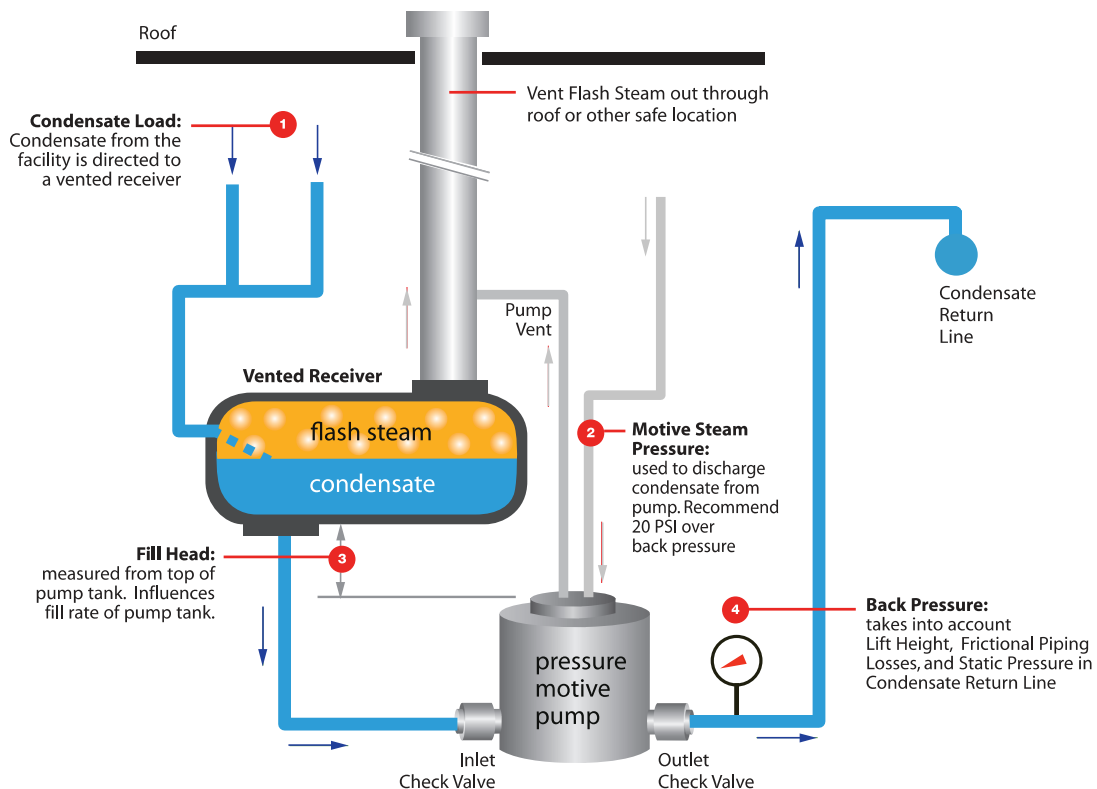 Roof
Vent Flash Steam out through
roof or other safe location
Condensate Load:
Condensate from the
facility is directed to
a vented receiver
1
Pump
Vent
Condensate
Return
Line
Vented Receiver
flash steam
condensate
2
Motive Steam
Pressure:
used to discharge
condensate from
pump. Recommend
20 PSI over
back pressure
Fill Head:
measured from top of
pump tank. Influences
fill rate of pump tank.
3
4
Back Pressure:
takes into account
Lift Height, Frictional Piping
Losses, and Static Pressure in
Condensate Return Line
pressure
motive
pump
Inlet
Check Valve
Outlet
Check Valve